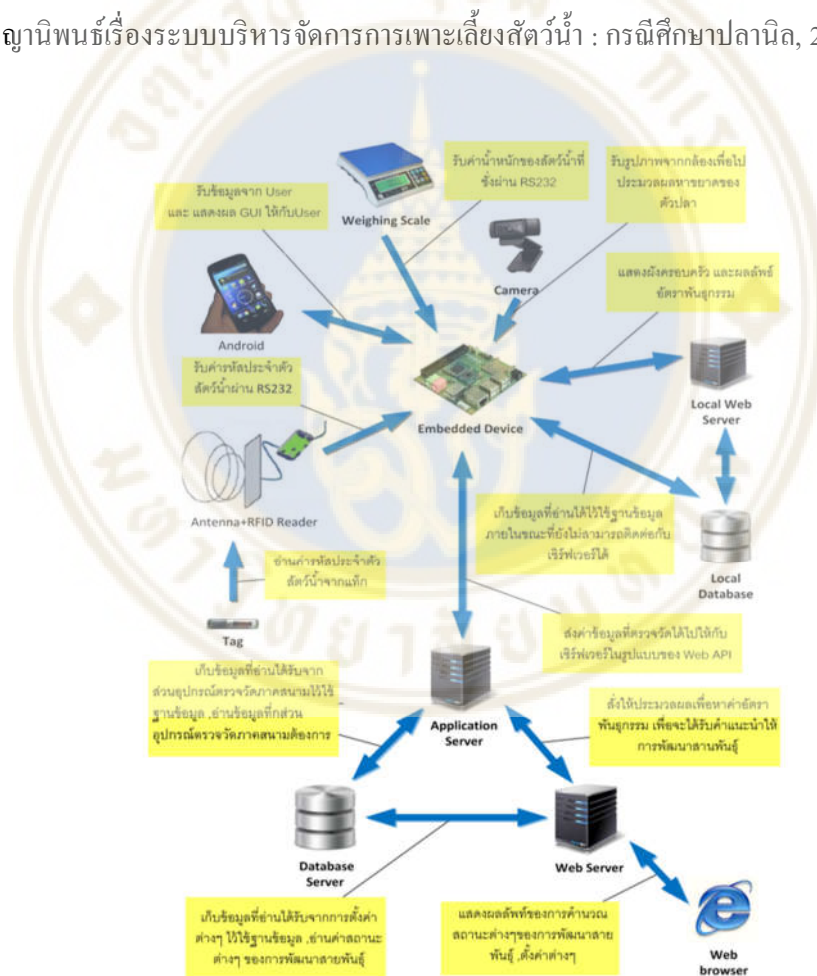 ญานิพนธ์เรื่องระบบบริหารจัดการการเพาะเลี้ยงสัตว์น้ำ : กรณีศึกษาปลานิล, 2
รับค่าน้ำหนักของสัตว์น้ำที่
ชั่งผ่าน RS232
รับรูปภาพจากกล้องเพื่อไป
ประมวลผลหาขยาดของ
ตัวปลา
รับข้อมูลจาก User
และ แสดงผล GUI ให้กับUser
Weighing Scale
Camera
แสดงผังครอบครัว และผลลัพธ์
อัตราพันธุกรรม
Android
รับค่ารหัสประจำตัว
สัตว์น้ำผ่าน RS232
Embedded Device
Local Web
Server
Antenna+RFID Reader
เก็บข้อมูลที่อ่านได้ไว้ใช้ฐานข้อมูล
ภายในขณะที่ยังไม่สามารถติดต่อกับ
เซิร์ฟเวอร์ได้
อ่านค่ารหัสประจำตัว
สัตว์น้ำจากแท็ก
Local
Database
Tag
ส่งค่าข้อมูลที่ตรวจวัดได้ไปให้กับ
เซิร์ฟเวอร์ในรูปแบบของ Web API
เก็บข้อมูลที่อ่านได้รับจาก
ส่วนอุปกรณ์ตรวจวัดภาคสนามไว้ใช้
ฐานข้อมูล ,อ่านข้อมูลที่กส่วน
อุปกรณ์ตรวจวัดภาคสนามต้องการ
Application
Server
สั่งให้ประมวลผลเพื่อหาค่าอัตรา
พันธุกรรม เพื่อจะได้รับคำแนะนำให้
การพัฒนาสานพันธุ์
Database
Server
Web Server
เก็บข้อมูลที่อ่านได้รับจากการตั้งค่า
ต่างๆ ไว้ใช้ฐานข้อมูล ,อ่านค่าสถานะ
ต่างๆ ของการพัฒนาสายพันธุ์
แสดงผลลัพท์ของการคำนวณ
สถานะต่างๆของการพัฒนาสาย
พันธุ์ ,ตั้งค่าต่างๆ
Web
browser